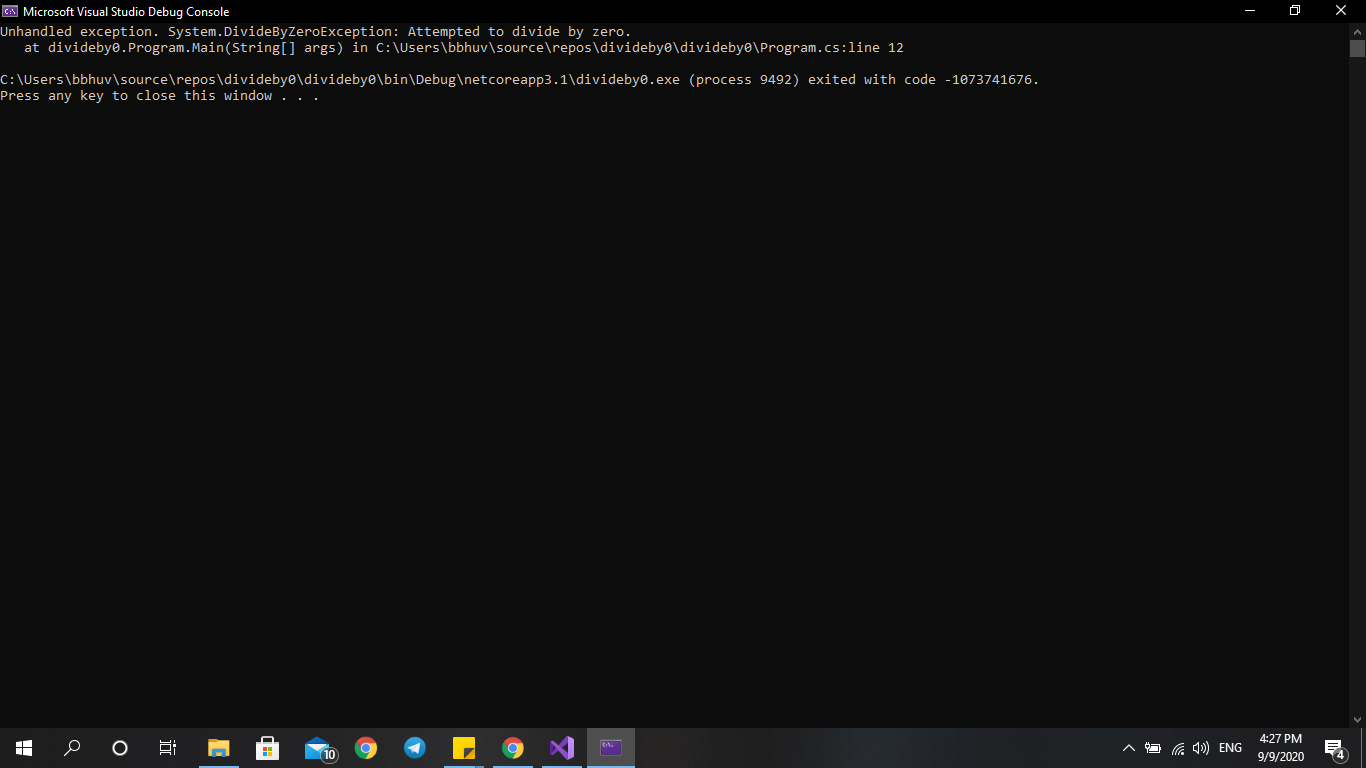 Microsoft Visual Studio Debug Console
Unhandled exception. System.DivideByZeroException: Attempted to divide by zero.
at divideby0.Program.Main(String[] args) in C:\Users\bbhuv\source\repos\divideby0\divideby0\Program.cs:line 12
C:\Users\bbhuv\source\repos\divideby0\divideby0\bin\Debug\netcoreapp3.1\divideby0.exe (process 9492) exited with code -1073741676.
Press any key to close this window . . .
10
ENG
4:27 PM
9/9/2020
4